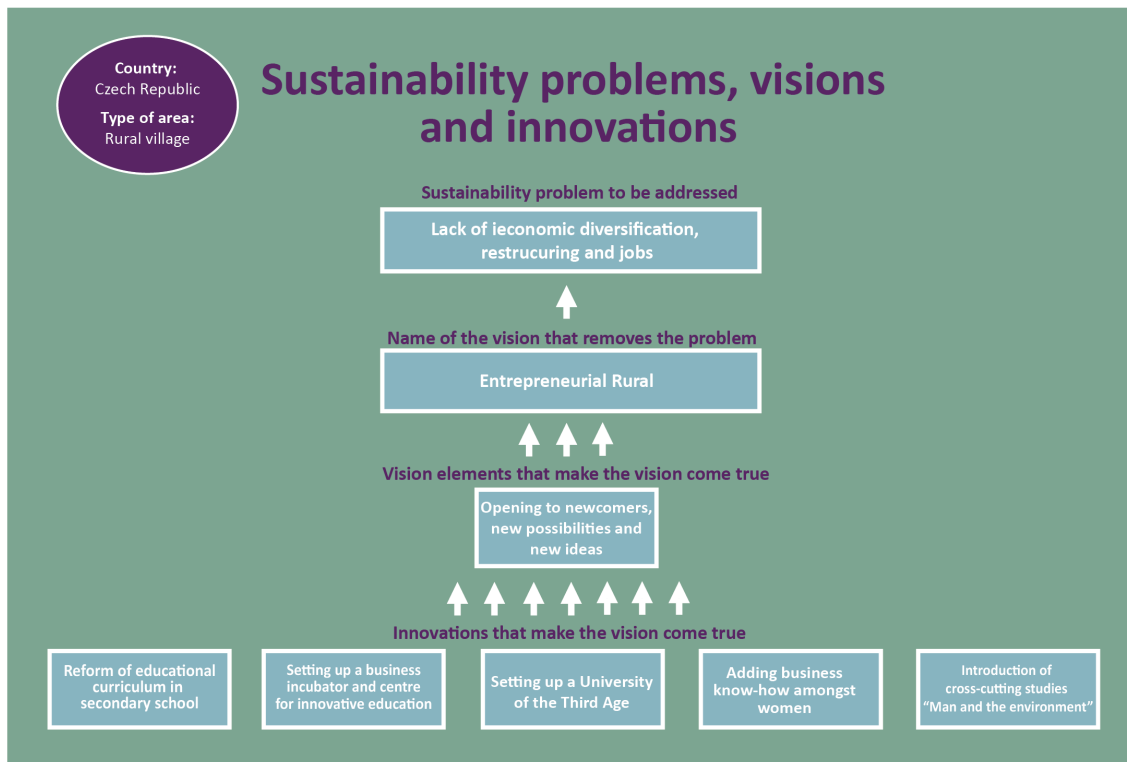 Country:
Czech Republic
Type of area:
Rural village
Sustainability problems, visions
and innovations
Sustainability problem to be addressed
Lack of ieconomic diversification,
restrucuring and jobs
Name of the vision that removes the problem
Entrepreneurial Rural
Vision elements that make the vision come true
Opening to newcomers,
new possibilities and
new ideas
Innovations that make the vision come true
Reform of educational
curriculum in
secondary school
Setting up a business
incubator and centre
for innovative education
Setting up a University
of the Third Age
Adding business
know-how amongst
women
Introduction of
cross-cutting studies
“Man and the environment”